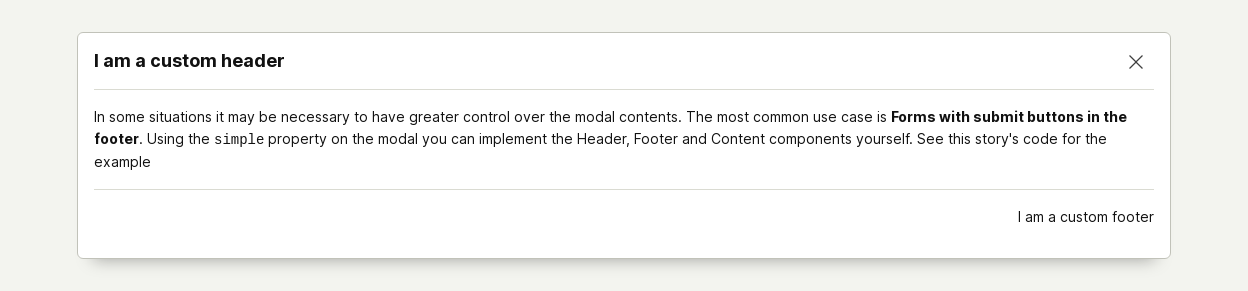 I am a custom header
In some situations it may be necessary to have greater control over the modal contents. The most common use case is Forms with submit buttons in the
footer. Using the simple property on the modal you can implement the Header, Footer and Content components yourself. See this story's code for the
example
I am a custom footer